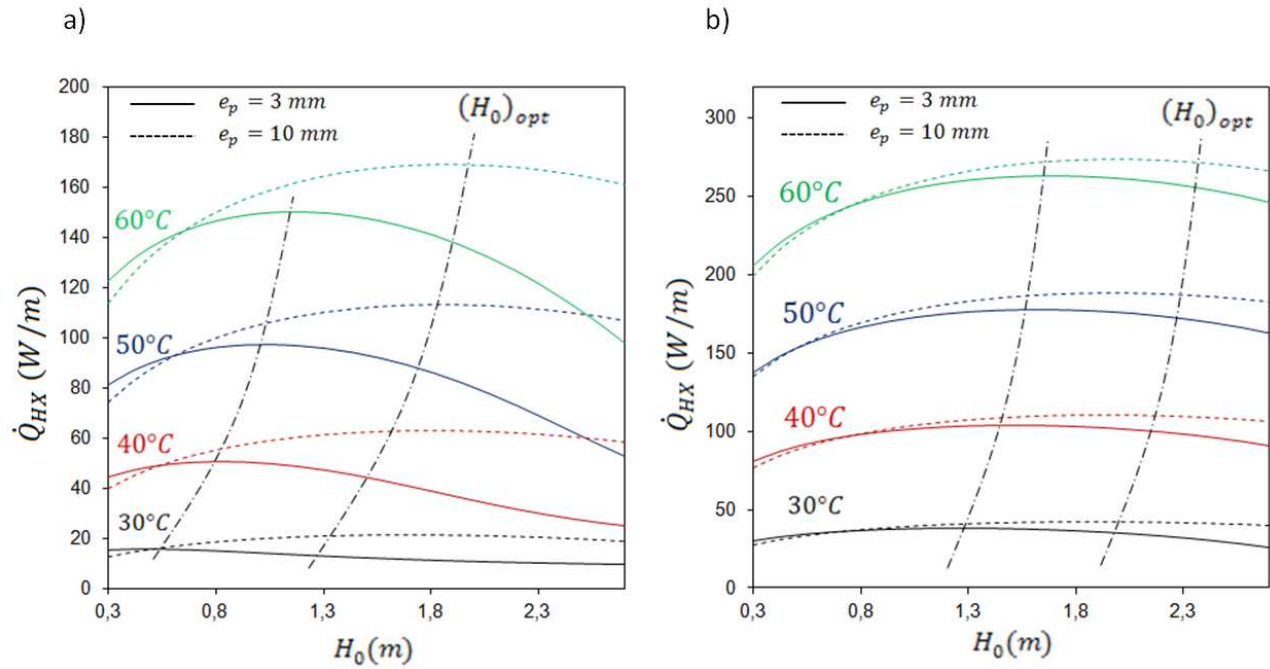 a)
200
180
160
140
120
100
80
60
40
20
0
Q̇_HX (W/m)
e_p = 3 mm
e_p = 10 mm
(H_0)_opt
60°C
50°C
40°C
30°C
0,3 0,8 1,3 1,8 2,3
H_0(m)
b)
300
250
200
150
100
50
0
Q̇_HX (W/m)
e_p = 3 mm
e_p = 10 mm
(H_0)_opt
60°C
50°C
40°C
30°C
0,3 0,8 1,3 1,8 2,3
H_0(m)